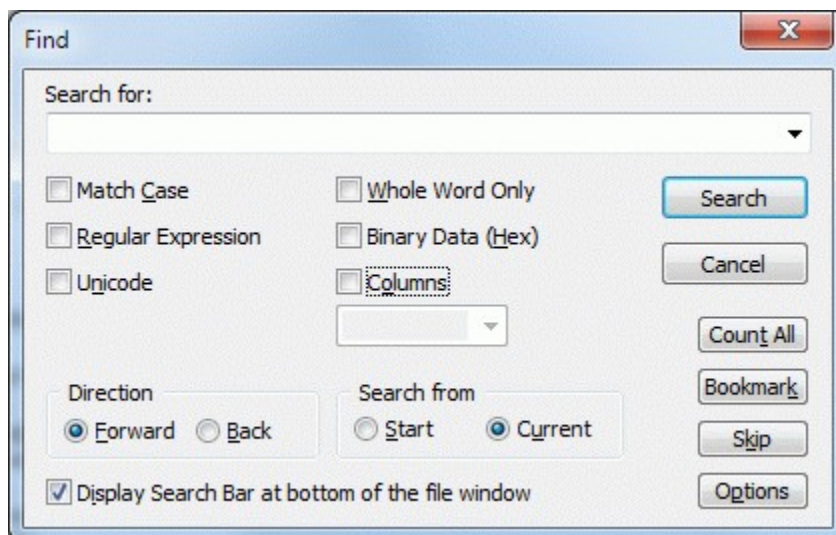 Find
Search for:
Match Case
Whole Word Only
Search
Regular Expression
Binary Data (Hex)
Cancel
Unicode
Columns
Count All
Direction
Search from
Bookmark
Forward
Back
Start
Current
Skip
Display Search Bar at bottom of the file window
Options